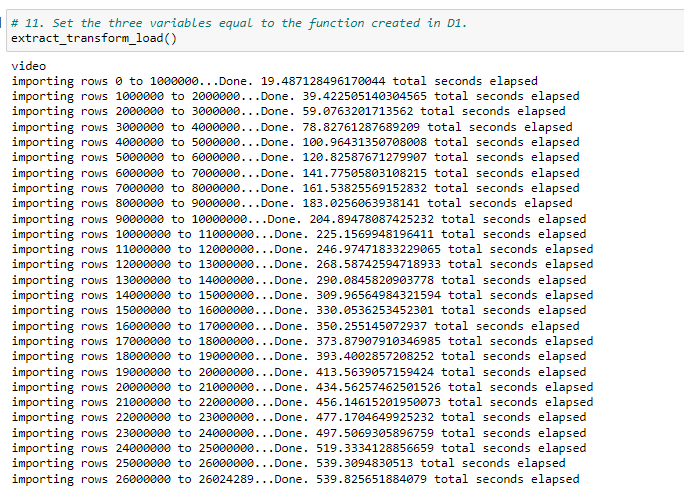 # 11. Set the three variables equal to the function created in D1.
extract_transform_load()
video
importing rows 0 to 1000000...Done. 19.487128496170044 total seconds elapsed
importing rows 1000000 to 2000000...Done. 39.422505140304565 total seconds elapsed
importing rows 2000000 to 3000000...Done. 59.0763201713562 total seconds elapsed
importing rows 3000000 to 4000000...Done. 78.82761287689209 total seconds elapsed
importing rows 4000000 to 5000000...Done. 100.96431350708008 total seconds elapsed
importing rows 5000000 to 6000000...Done. 120.82587671279907 total seconds elapsed
importing rows 6000000 to 7000000...Done. 141.77505803108215 total seconds elapsed
importing rows 7000000 to 8000000...Done. 161.53825569152832 total seconds elapsed
importing rows 8000000 to 9000000...Done. 183.0256063938141 total seconds elapsed
importing rows 9000000 to 10000000...Done. 204.89478087425232 total seconds elapsed
importing rows 10000000 to 11000000...Done. 225.1569948196411 total seconds elapsed
importing rows 11000000 to 12000000...Done. 246.97471833229065 total seconds elapsed
importing rows 12000000 to 13000000...Done. 268.58742594718933 total seconds elapsed
importing rows 13000000 to 14000000...Done. 290.0845820903778 total seconds elapsed
importing rows 14000000 to 15000000...Done. 309.96564984321594 total seconds elapsed
importing rows 15000000 to 16000000...Done. 330.0536253452301 total seconds elapsed
importing rows 16000000 to 17000000...Done. 350.255145072937 total seconds elapsed
importing rows 17000000 to 18000000...Done. 373.87907910346985 total seconds elapsed
importing rows 18000000 to 19000000...Done. 393.4002857208252 total seconds elapsed
importing rows 19000000 to 20000000...Done. 413.5639057159424 total seconds elapsed
importing rows 20000000 to 21000000...Done. 434.56257462501526 total seconds elapsed
importing rows 21000000 to 22000000...Done. 456.14615201950073 total seconds elapsed
importing rows 22000000 to 23000000...Done. 477.1704649925232 total seconds elapsed
importing rows 23000000 to 24000000...Done. 497.5069305896759 total seconds elapsed
importing rows 24000000 to 25000000...Done. 519.3334128856659 total seconds elapsed
importing rows 25000000 to 26000000...Done. 539.3094830513 total seconds elapsed
importing rows 26000000 to 26024289...Done. 539.825651884079 total seconds elapsed